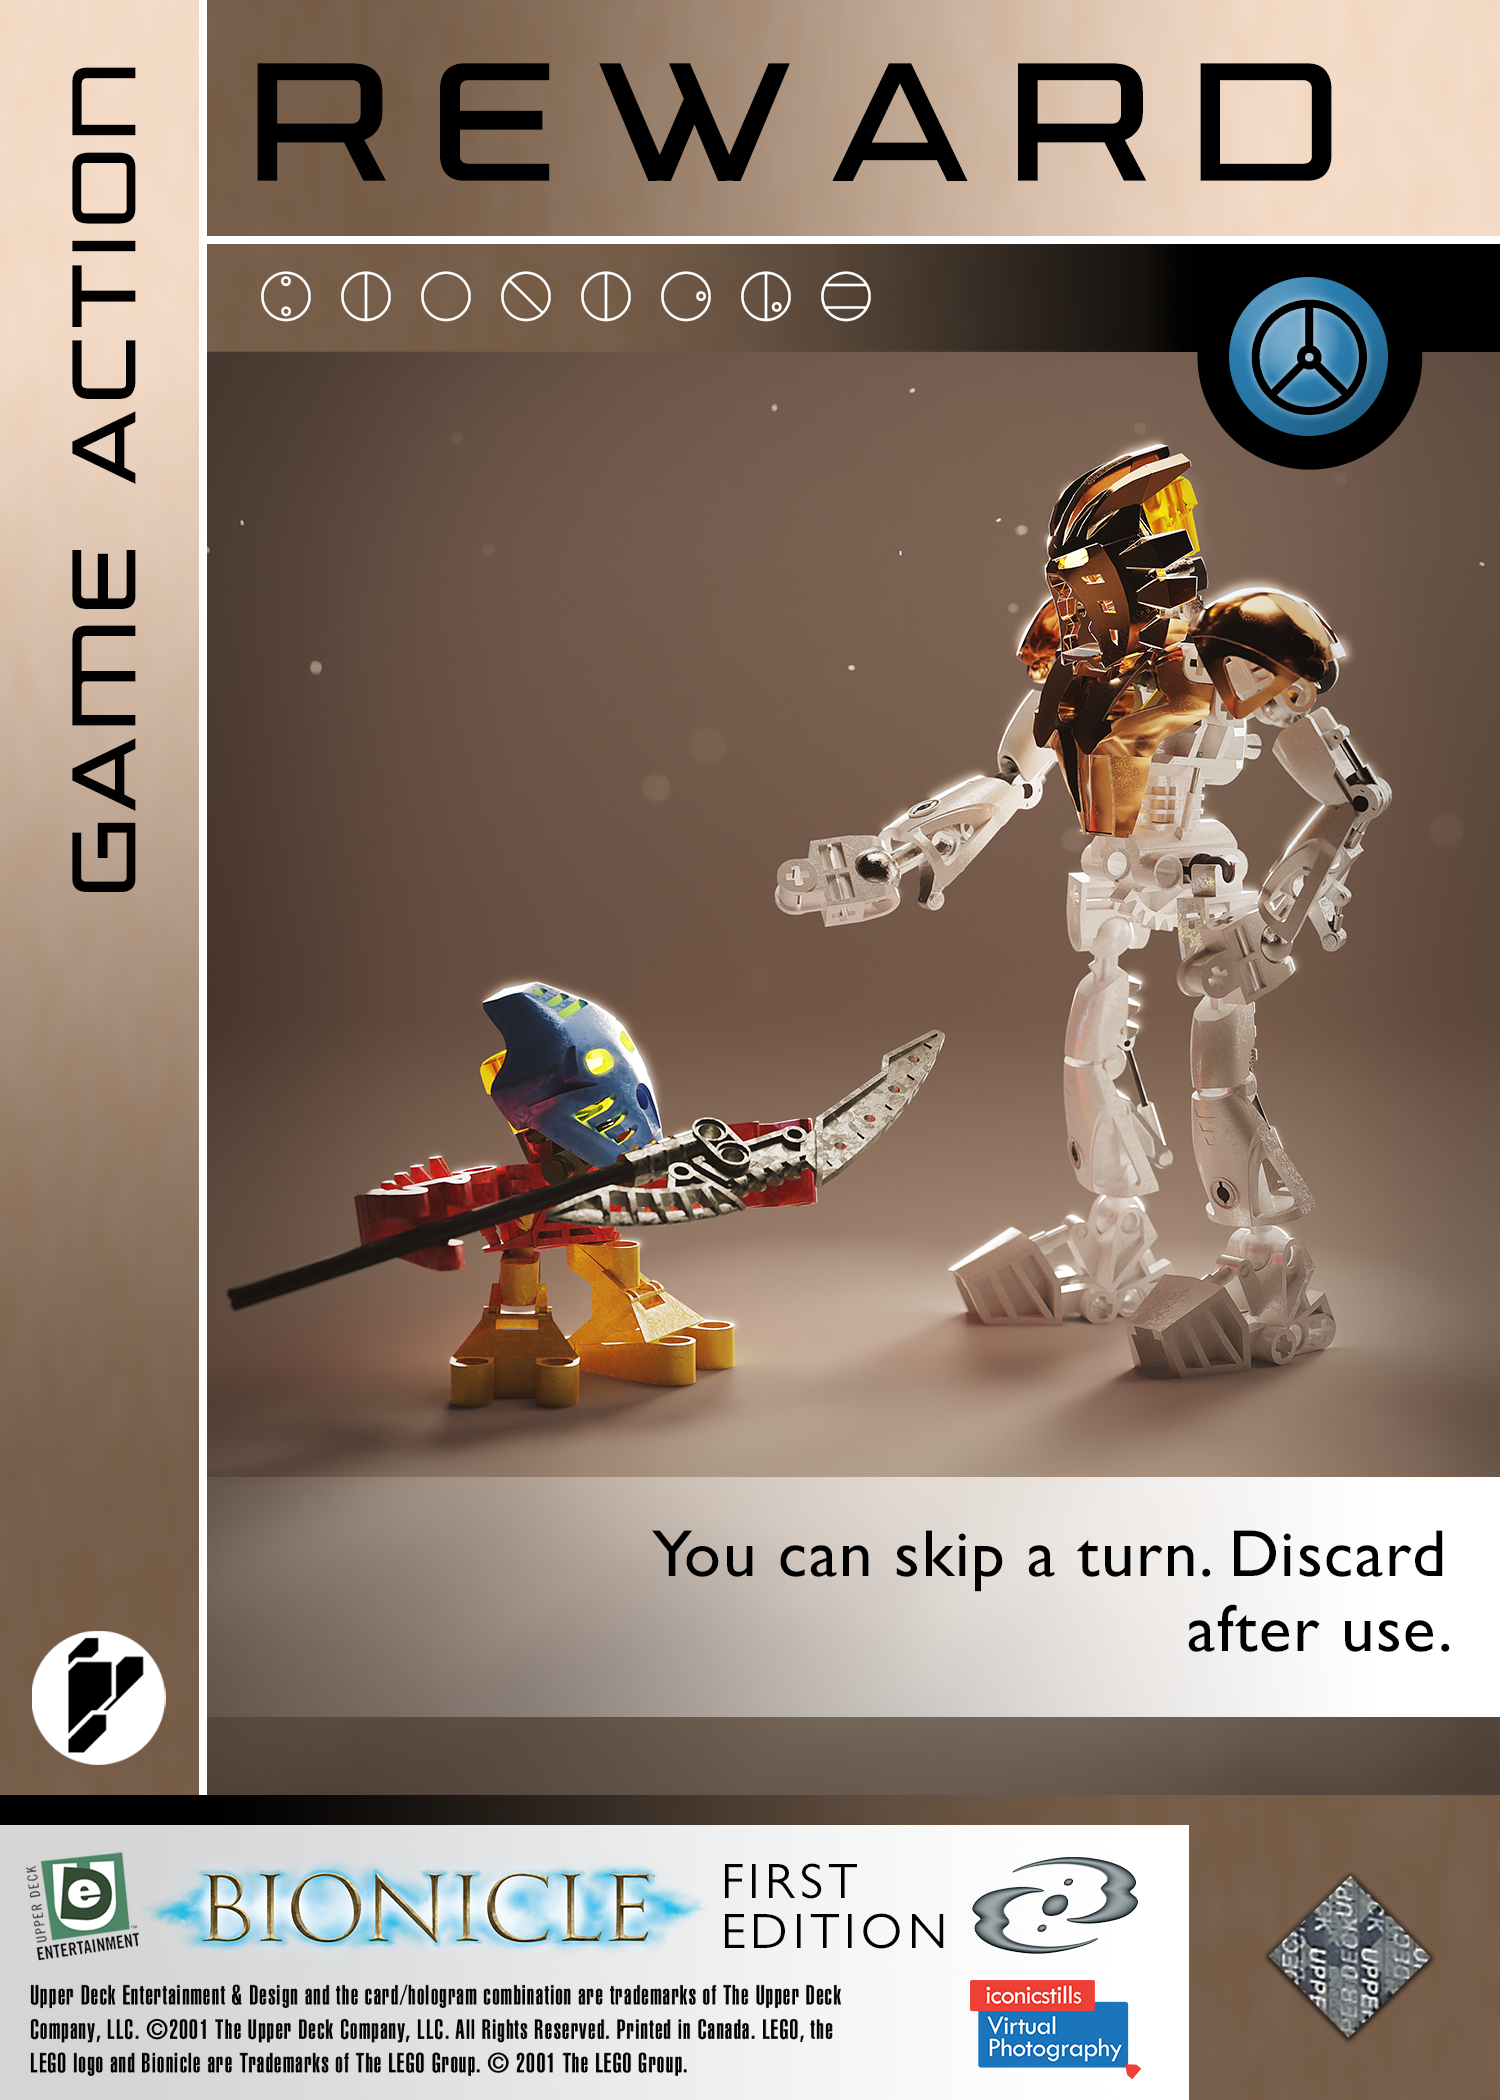 REWARD
GAME ACTION
You can skip a turn. Discard
after use.
UPPER DECK
e
ENTERTAINMENT
BIONICLE
FIRST
EDITION
Upper Deck Entertainment & Design and the card/hologram combination are trademarks of The Upper Deck
Company, LLC. ©2001 The Upper Deck Company, LLC. All Rights Reserved. Printed in Canada. LEGO, the
LEGO logo and Bionicle are Trademarks of The LEGO Group. © 2001 The LEGO Group.
iconicstills
Virtual
Photography